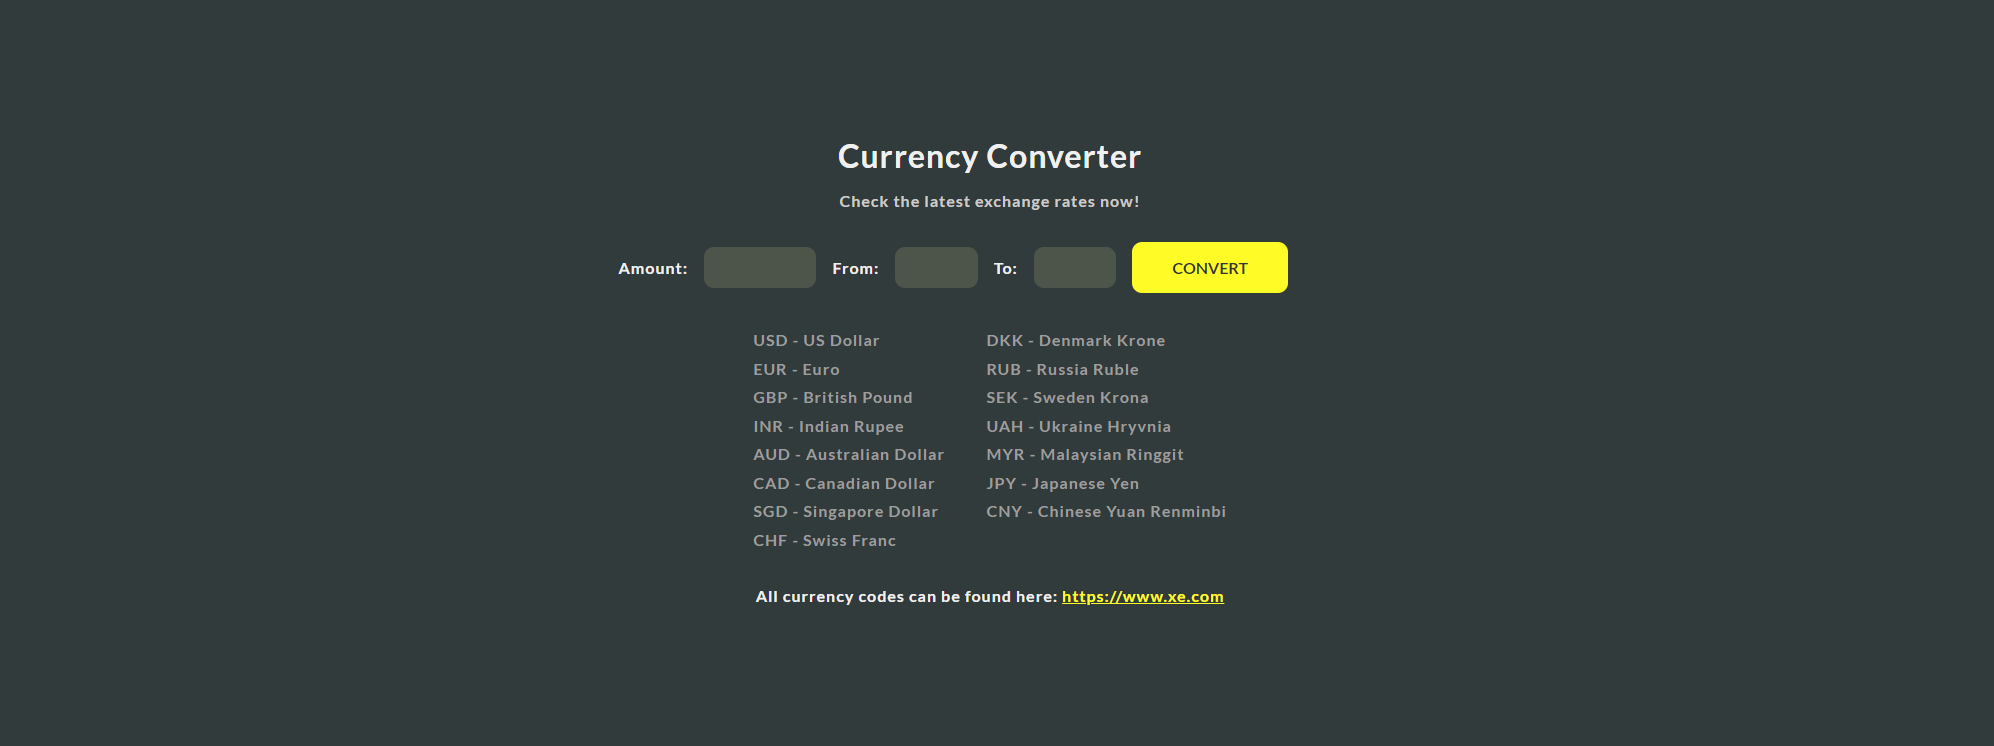 Currency Converter
Check the latest exchange rates now!
Amount: From: To: CONVERT
USD - US Dollar
EUR - Euro
GBP - British Pound
INR - Indian Rupee
AUD - Australian Dollar
CAD - Canadian Dollar
SGD - Singapore Dollar
CHF - Swiss Franc
DKK - Denmark Krone
RUB - Russia Ruble
SEK - Sweden Krona
UAH - Ukraine Hryvnia
MYR - Malaysian Ringgit
JPY - Japanese Yen
CNY - Chinese Yuan Renminbi
All currency codes can be found here: https://www.xe.com